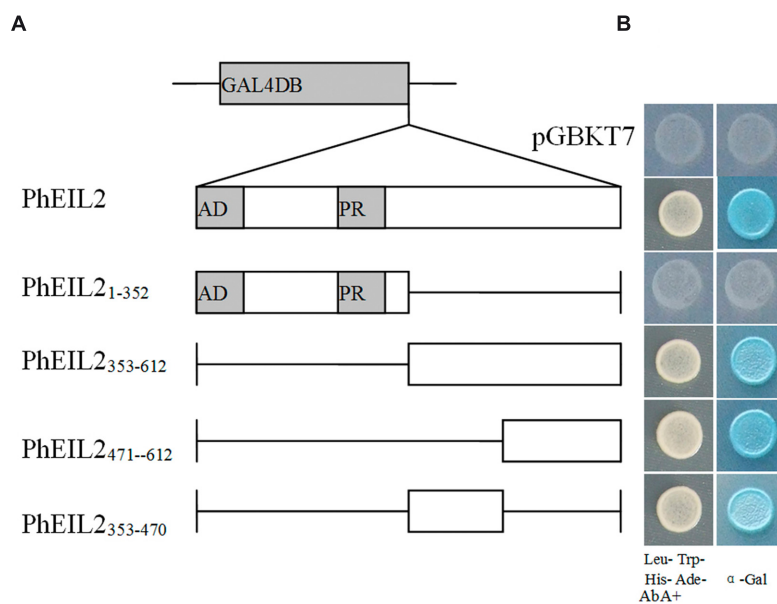 A
B
GAL4DB
pGBKT7
PhEIL2
AD
PR
PhEIL21-352
AD
PR
PhEIL2353-612
PhEIL2471--612
PhEIL2353-470
Leu- Trp-
His- Ade-
AbA+
α-Gal